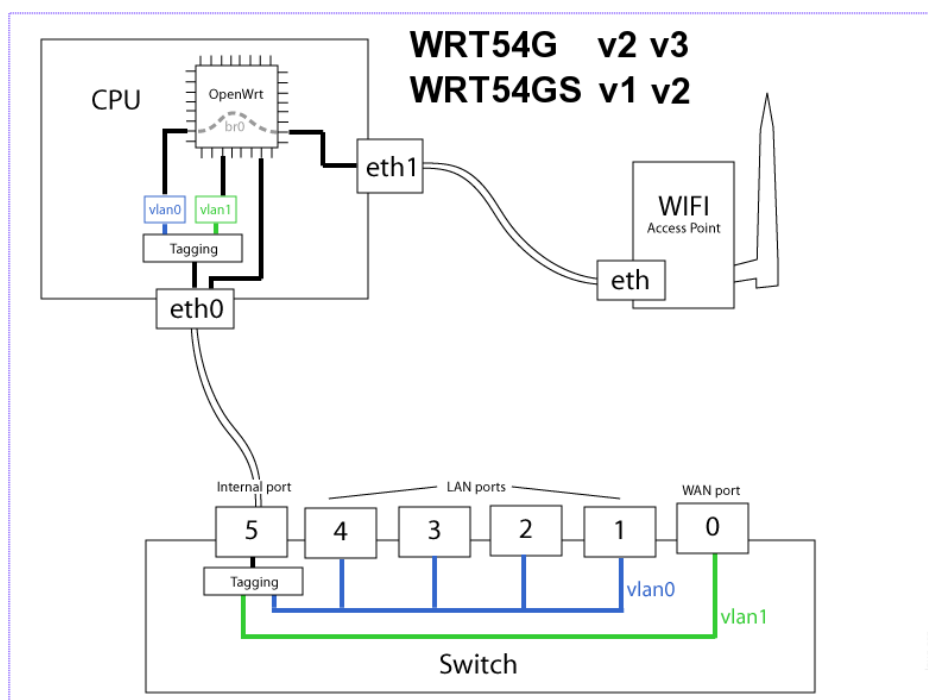 WRT54G v2 v3
WRT54GS v1 v2
CPU
OpenWrt
br0
eth1
vlan0 vlan1
Tagging
eth0
WIFI
Access Point
eth
Internal port LAN ports WAN port
5 4 3 2 1 0
Tagging
vlan0
vlan1
Switch